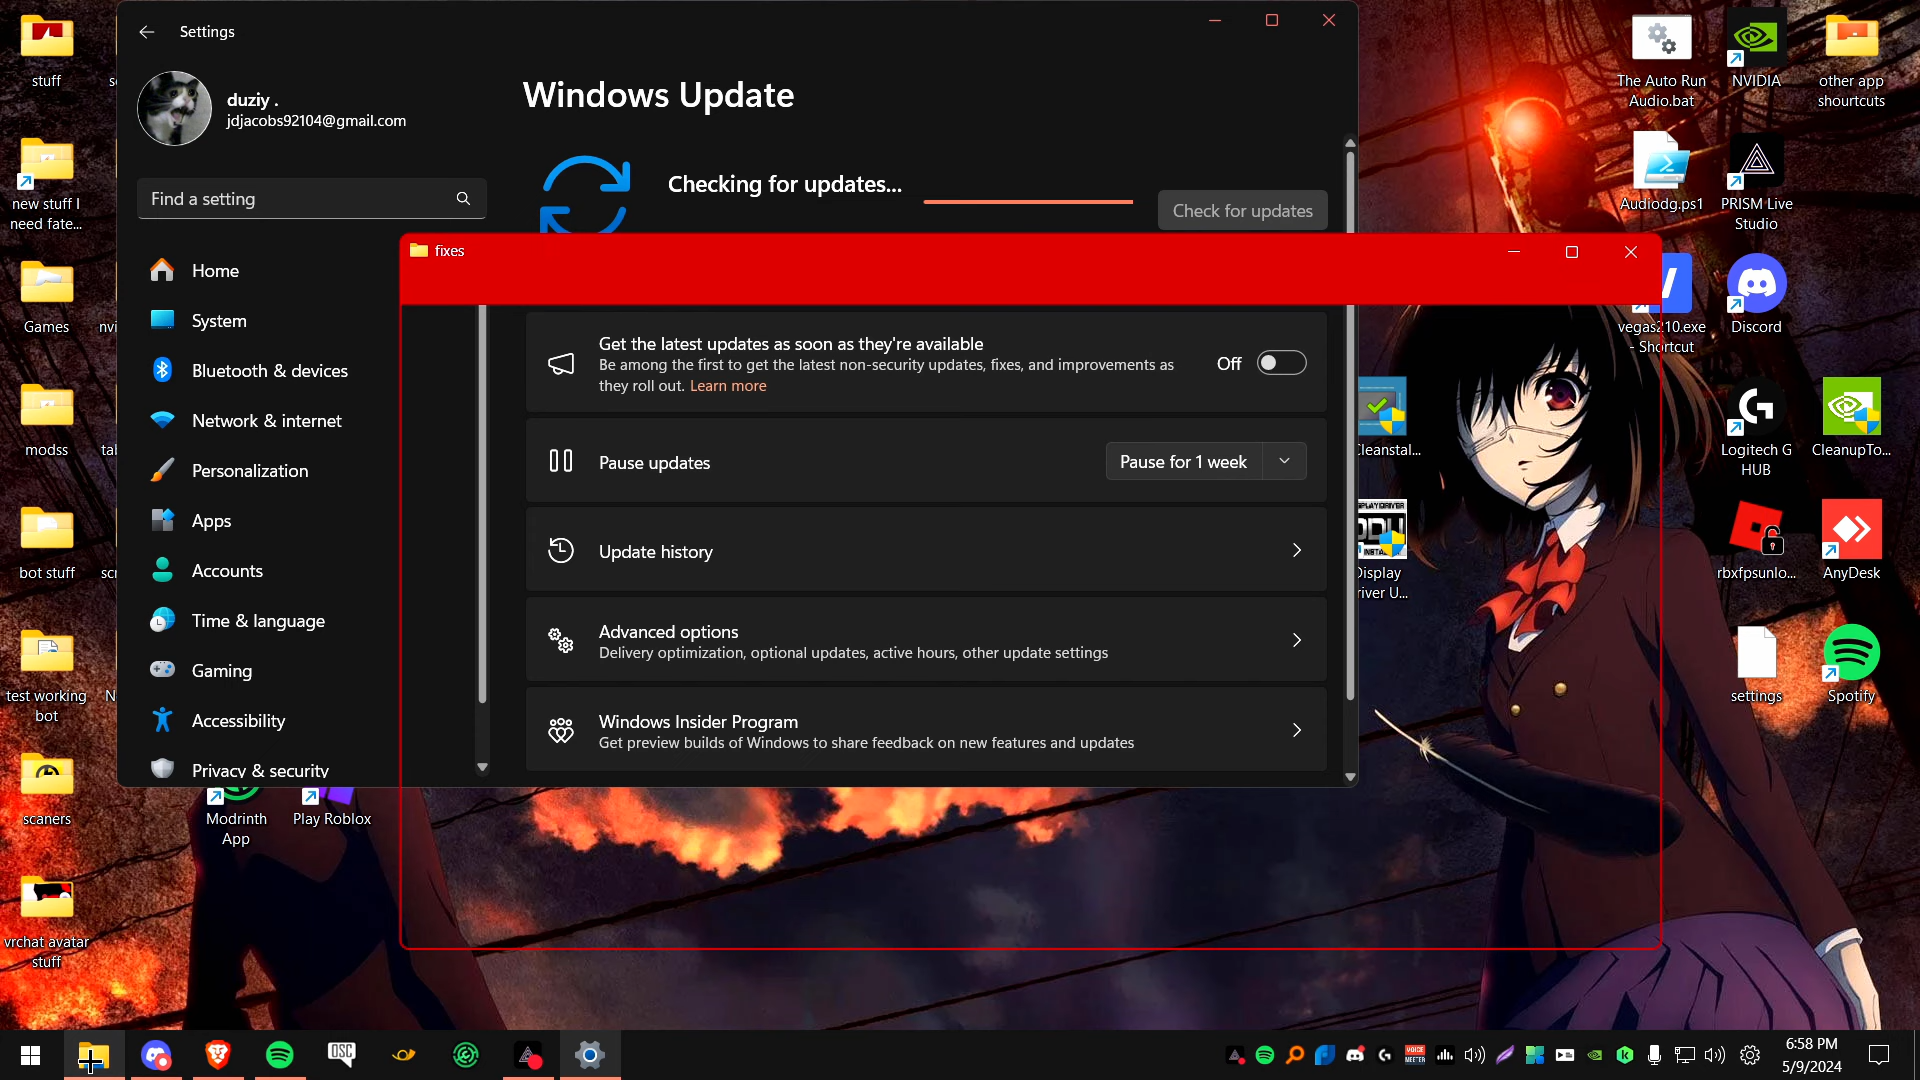 Settings
duziy .
jdjacobs92104@gmail.com
Find a setting
Home
System
Bluetooth & devices
Network & internet
Personalization
Apps
Accounts
Time & language
Gaming
Accessibility
Privacy & security
Windows Update
Checking for updates...
Check for updates
fixes
Get the latest updates as soon as they're available
Be among the first to get the latest non-security updates, fixes, and improvements as
they roll out. Learn more
Off
Pause updates
Pause for 1 week
Update history
Advanced options
Delivery optimization, optional updates, active hours, other update settings
Windows Insider Program
Get preview builds of Windows to share feedback on new features and updates
stuff
new stuff I
need fate...
Games
modss
bot stuff
test working
bot
scaners
vrchat avatar
stuff
Modrinth
App
Play Roblox
The Auto Run
Audio.bat
NVIDIA
other app
shourtcuts
Audiodg.ps1
PRISM Live
Studio
vegas210.exe
- Shortcut
Discord
Logitech G
HUB
CleanupTo...
rbxfpsunlo...
AnyDesk
settings
Spotify
OSC
VOICE
MEETER
6:58 PM
5/9/2024